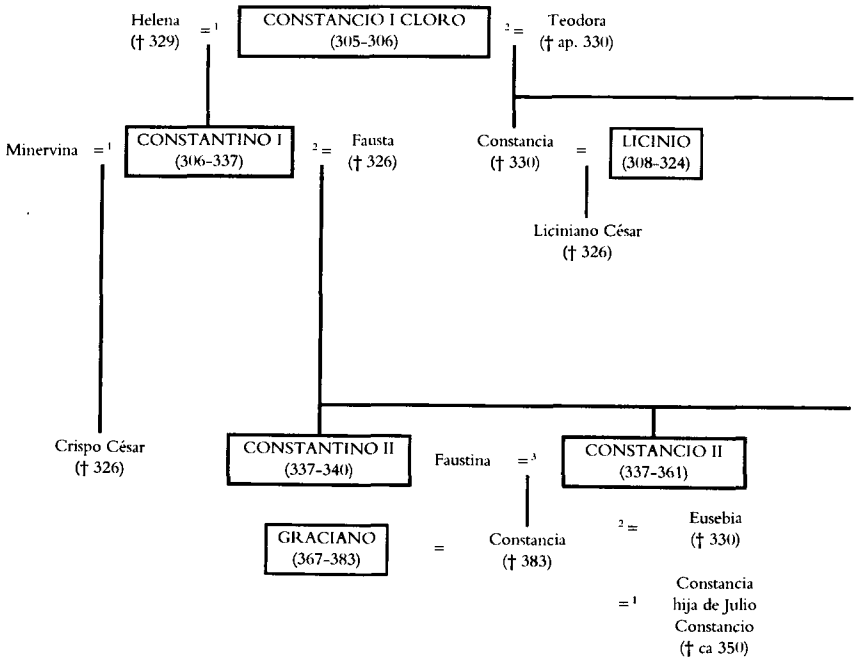 Helena =¹ CONSTANCIO I CLORO ²= Teodora
(† 329) (305-306) († ap. 330)
Minervina =¹ CONSTANTINO I ²= Fausta Constancia = LICINIO
(306-337) († 326) († 330) (308-324)
Liciniano César
(† 326)
Crispo César CONSTANTINO II Faustina =³ CONSTANCIO II
(† 326) (337-340) (337-361)
GRACIANO = Constancia ²= Eusebia
(367-383) († 383) († 330)
=¹ Constancia
hija de Julio
Constancio
(† ca 350)